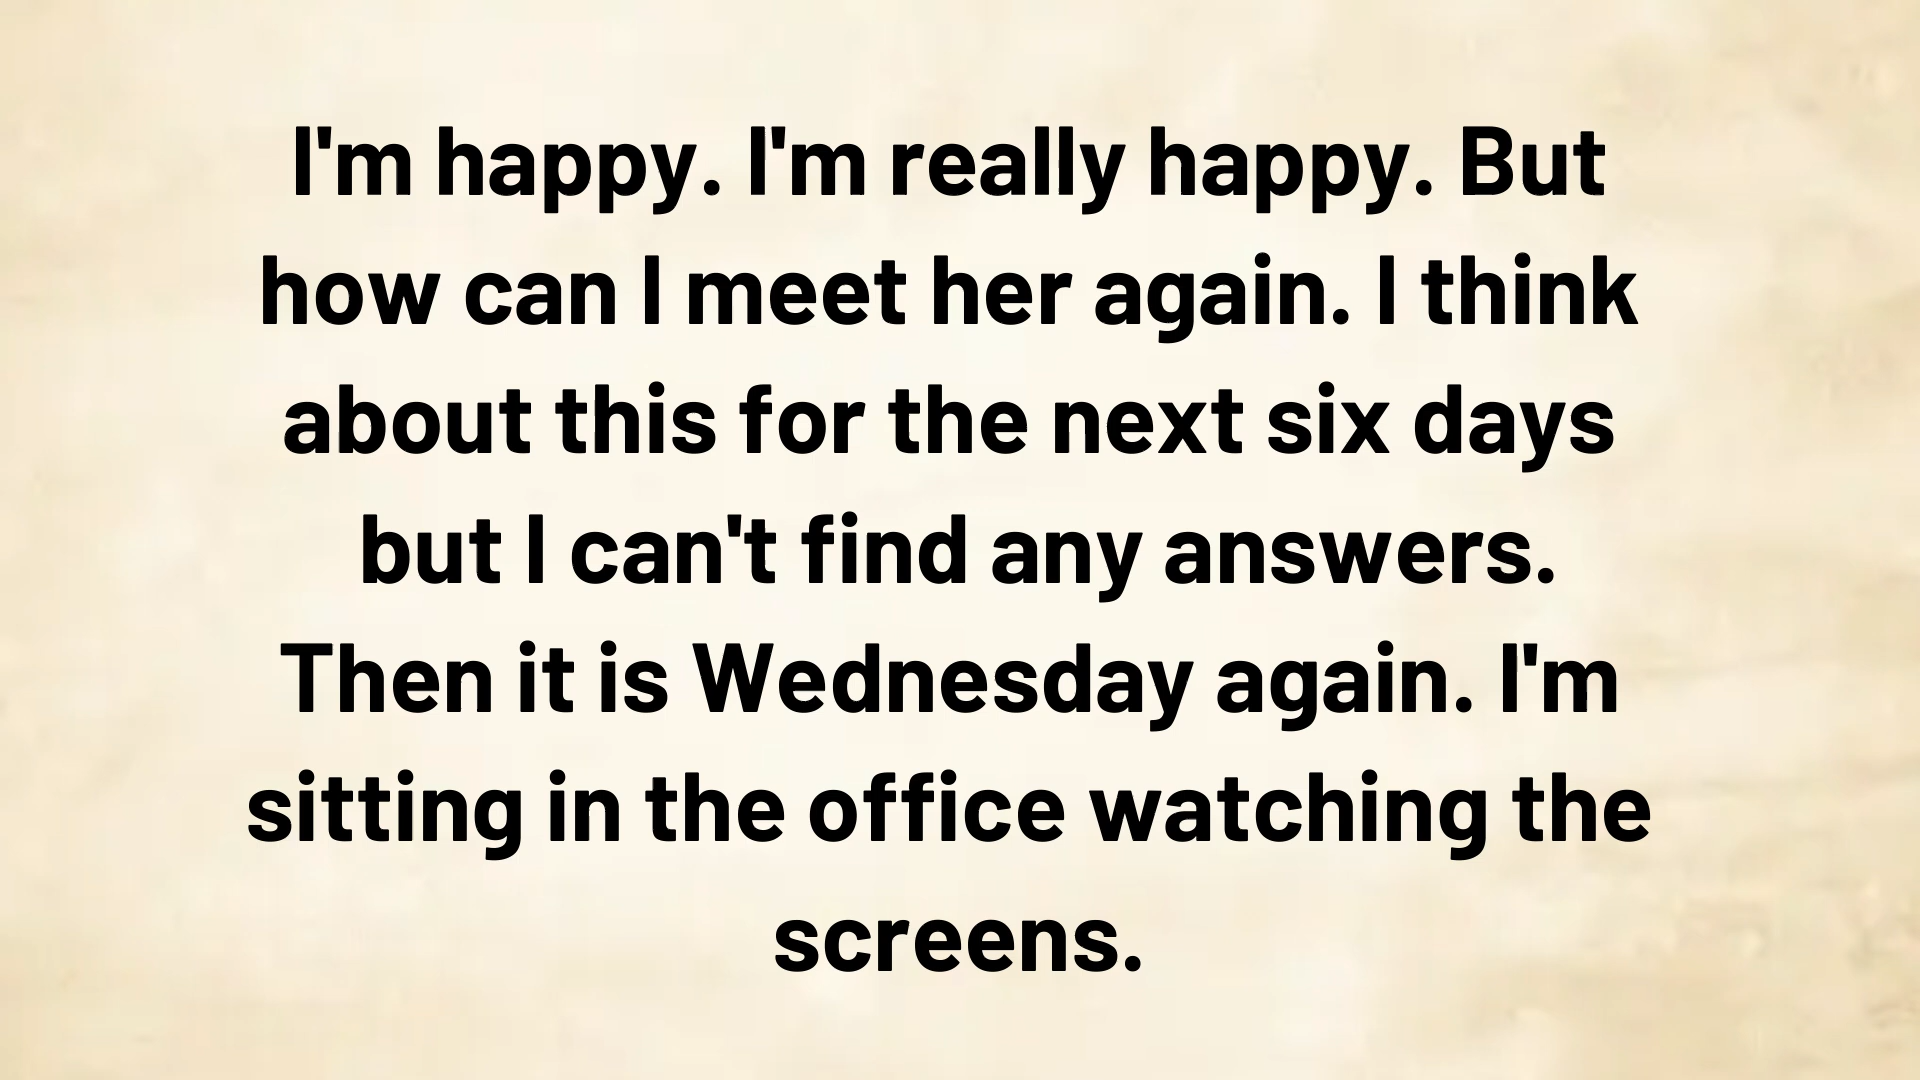 I'm happy. I'm really happy. But
how can I meet her again. I think
about this for the next six days
but I can't find any answers.
Then it is Wednesday again. I'm
sitting in the office watching the
screens.